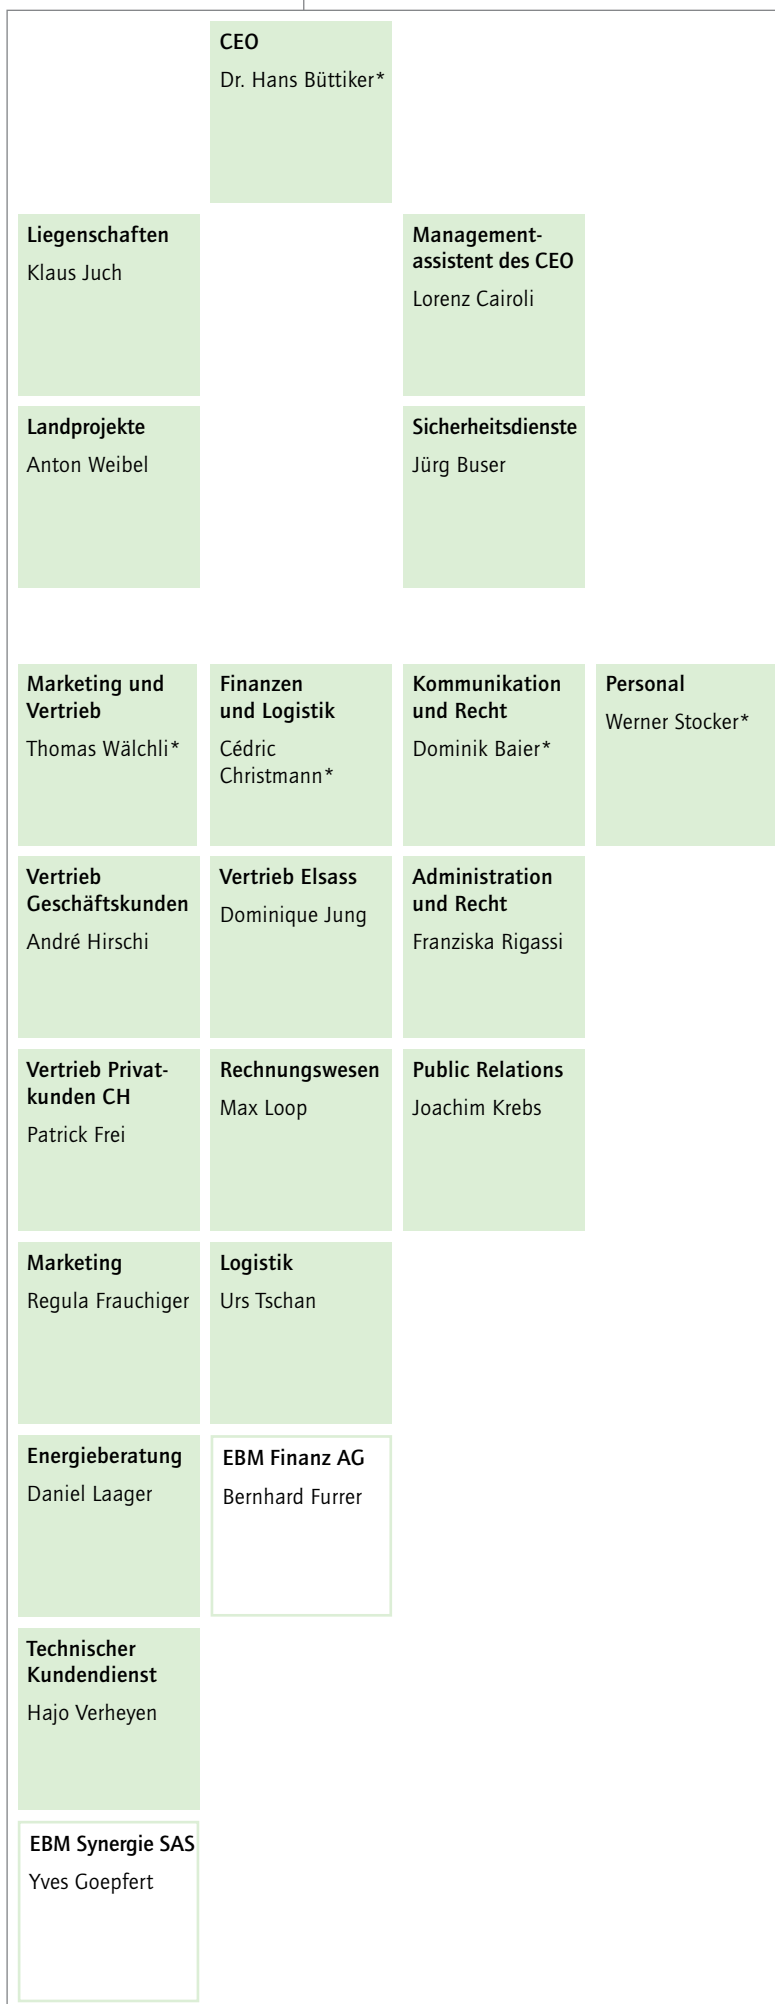 CEO
Dr. Hans Büttiker*
Liegenschaften
Klaus Juch
Management-
assistent des CEO
Lorenz Cairoli
Landprojekte
Anton Weibel
Sicherheitsdienste
Jürg Buser
Marketing und
Vertrieb
Thomas Wälchli*
Finanzen
und Logistik
Cédric
Christmann*
Kommunikation
und Recht
Dominik Baier*
Personal
Werner Stocker*
Vertrieb
Geschäftskunden
André Hirschi
Vertrieb Elsass
Dominique Jung
Administration
und Recht
Franziska Rigassi
Vertrieb Privat-
kunden CH
Patrick Frei
Rechnungswesen
Max Loop
Public Relations
Joachim Krebs
Marketing
Regula Frauchiger
Logistik
Urs Tschan
Energieberatung
Daniel Laager
EBM Finanz AG
Bernhard Furrer
Technischer
Kundendienst
Hajo Verheyen
EBM Synergie SAS
Yves Goepfert